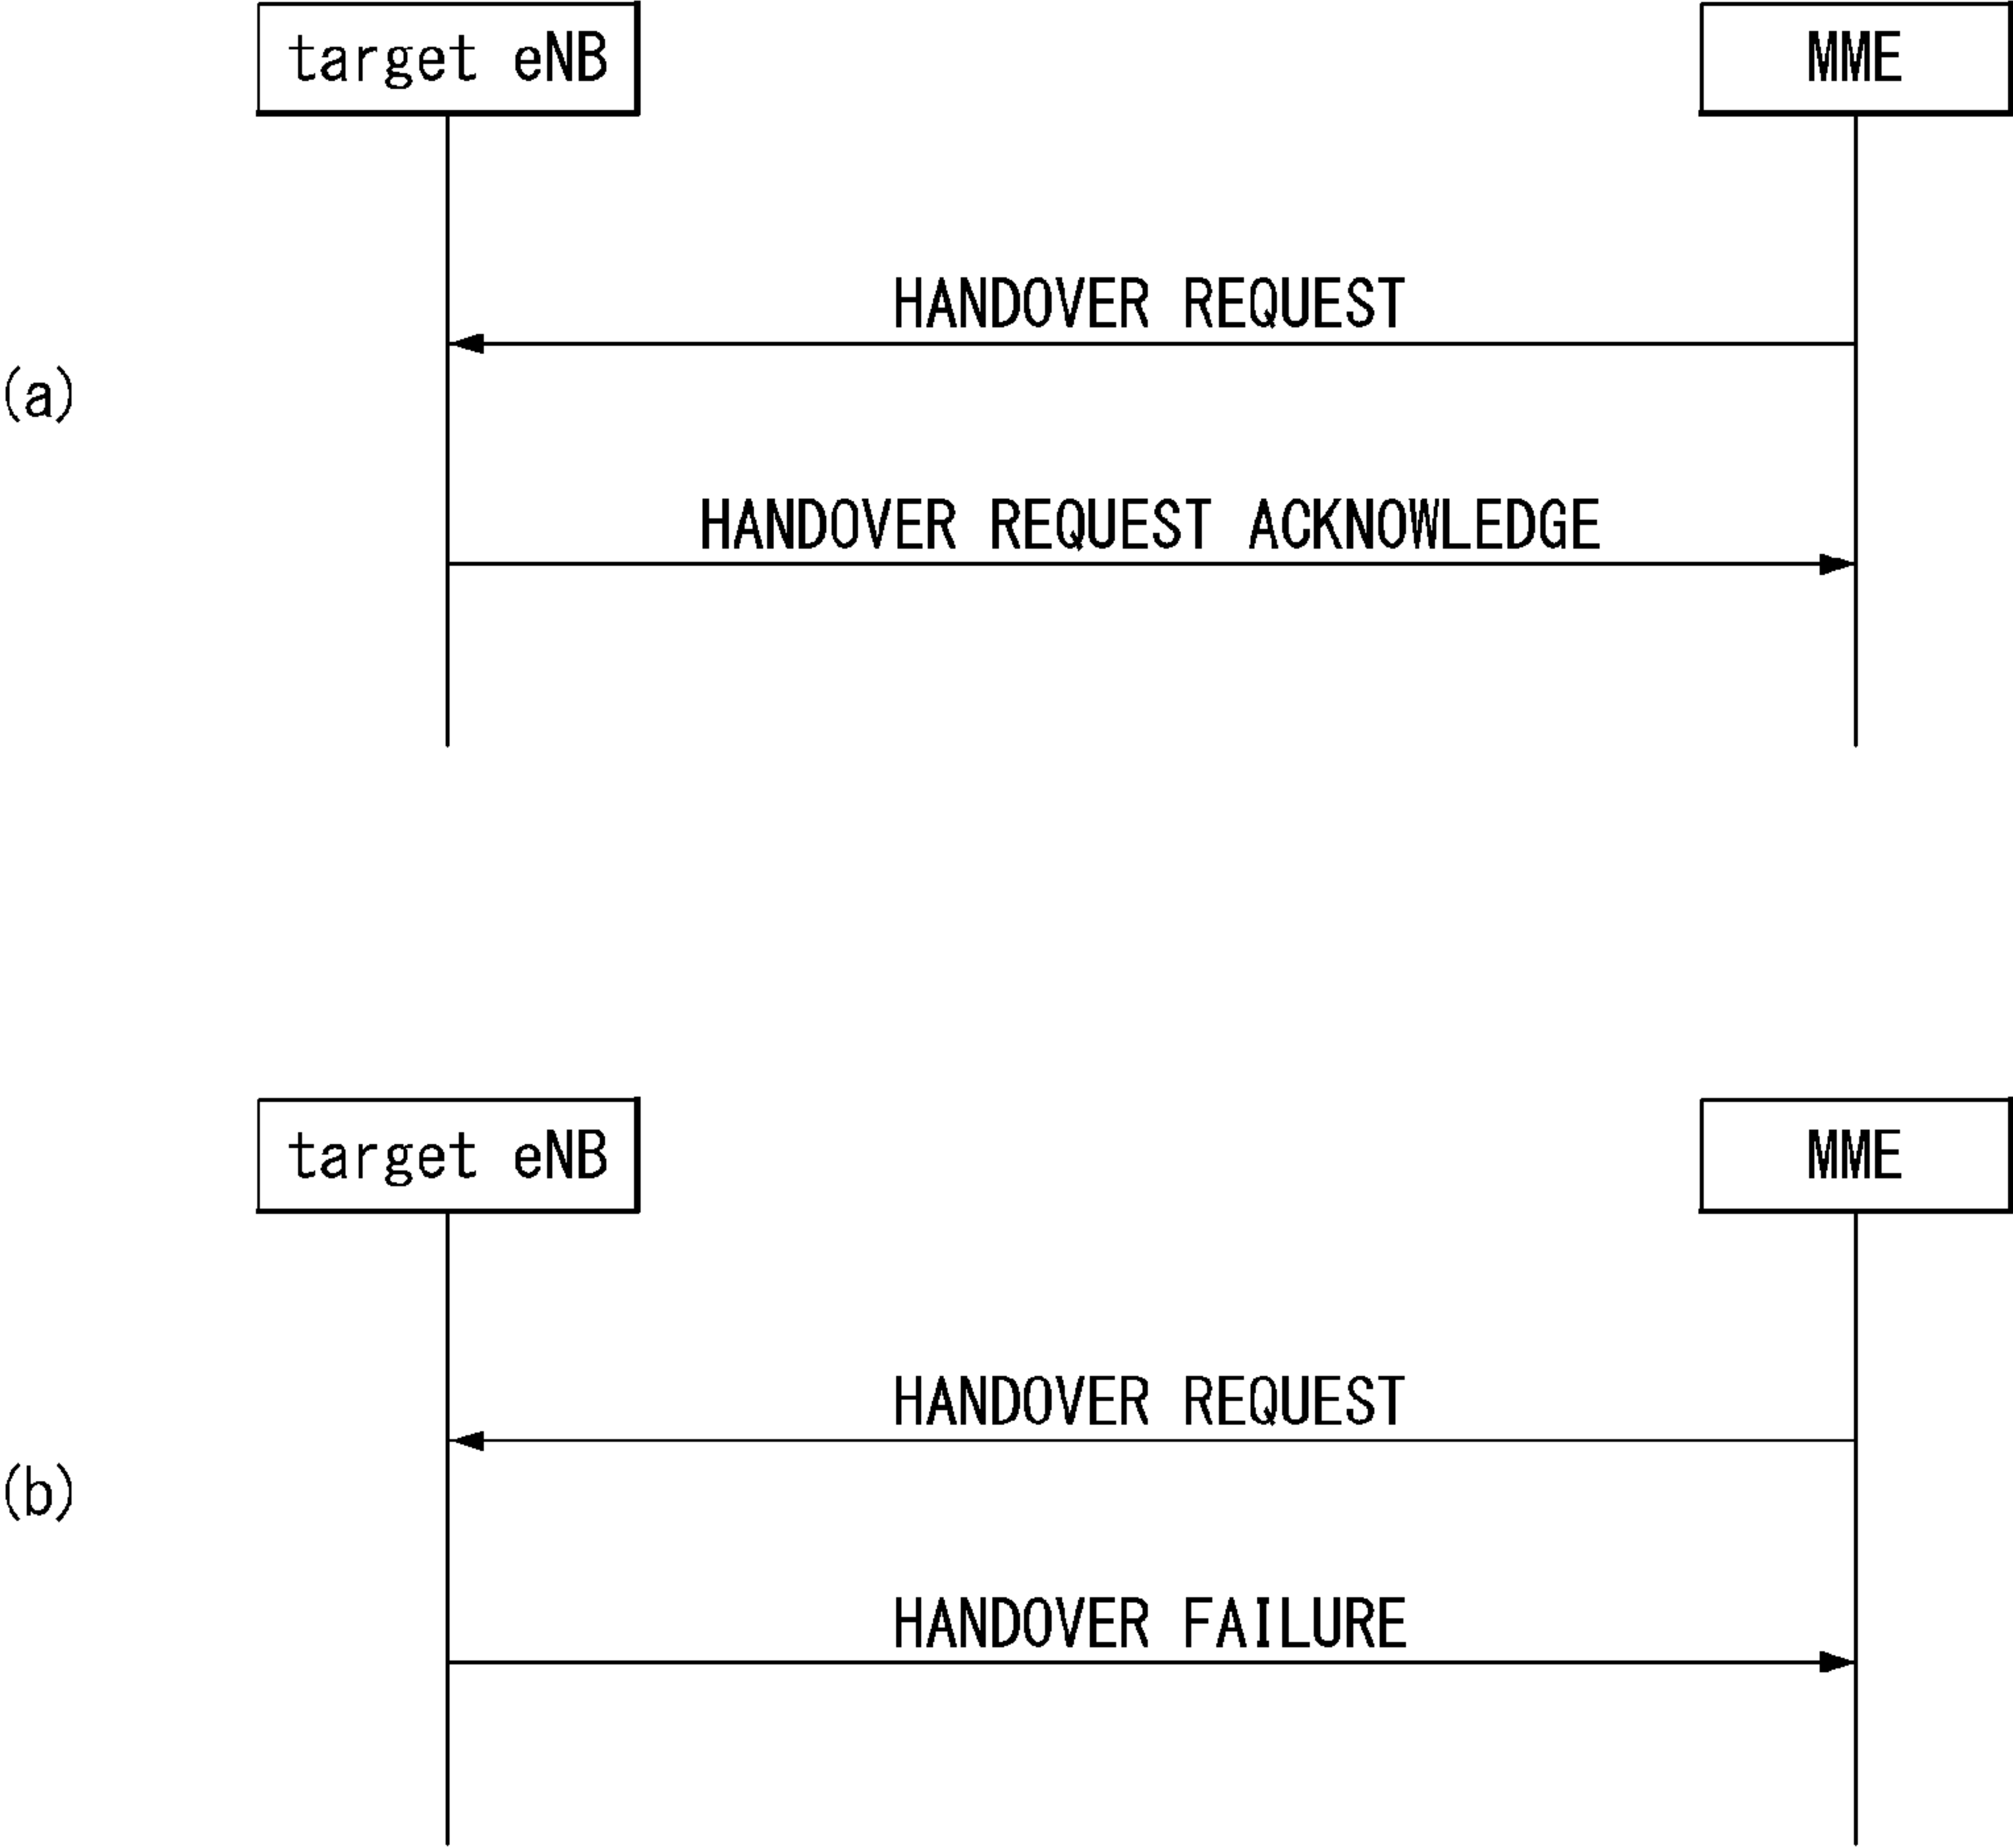 target eNB
MME
HANDOVER REQUEST
(a)
HANDOVER REQUEST ACKNOWLEDGE
target eNB
MME
HANDOVER REQUEST
(b)
HANDOVER FAILURE